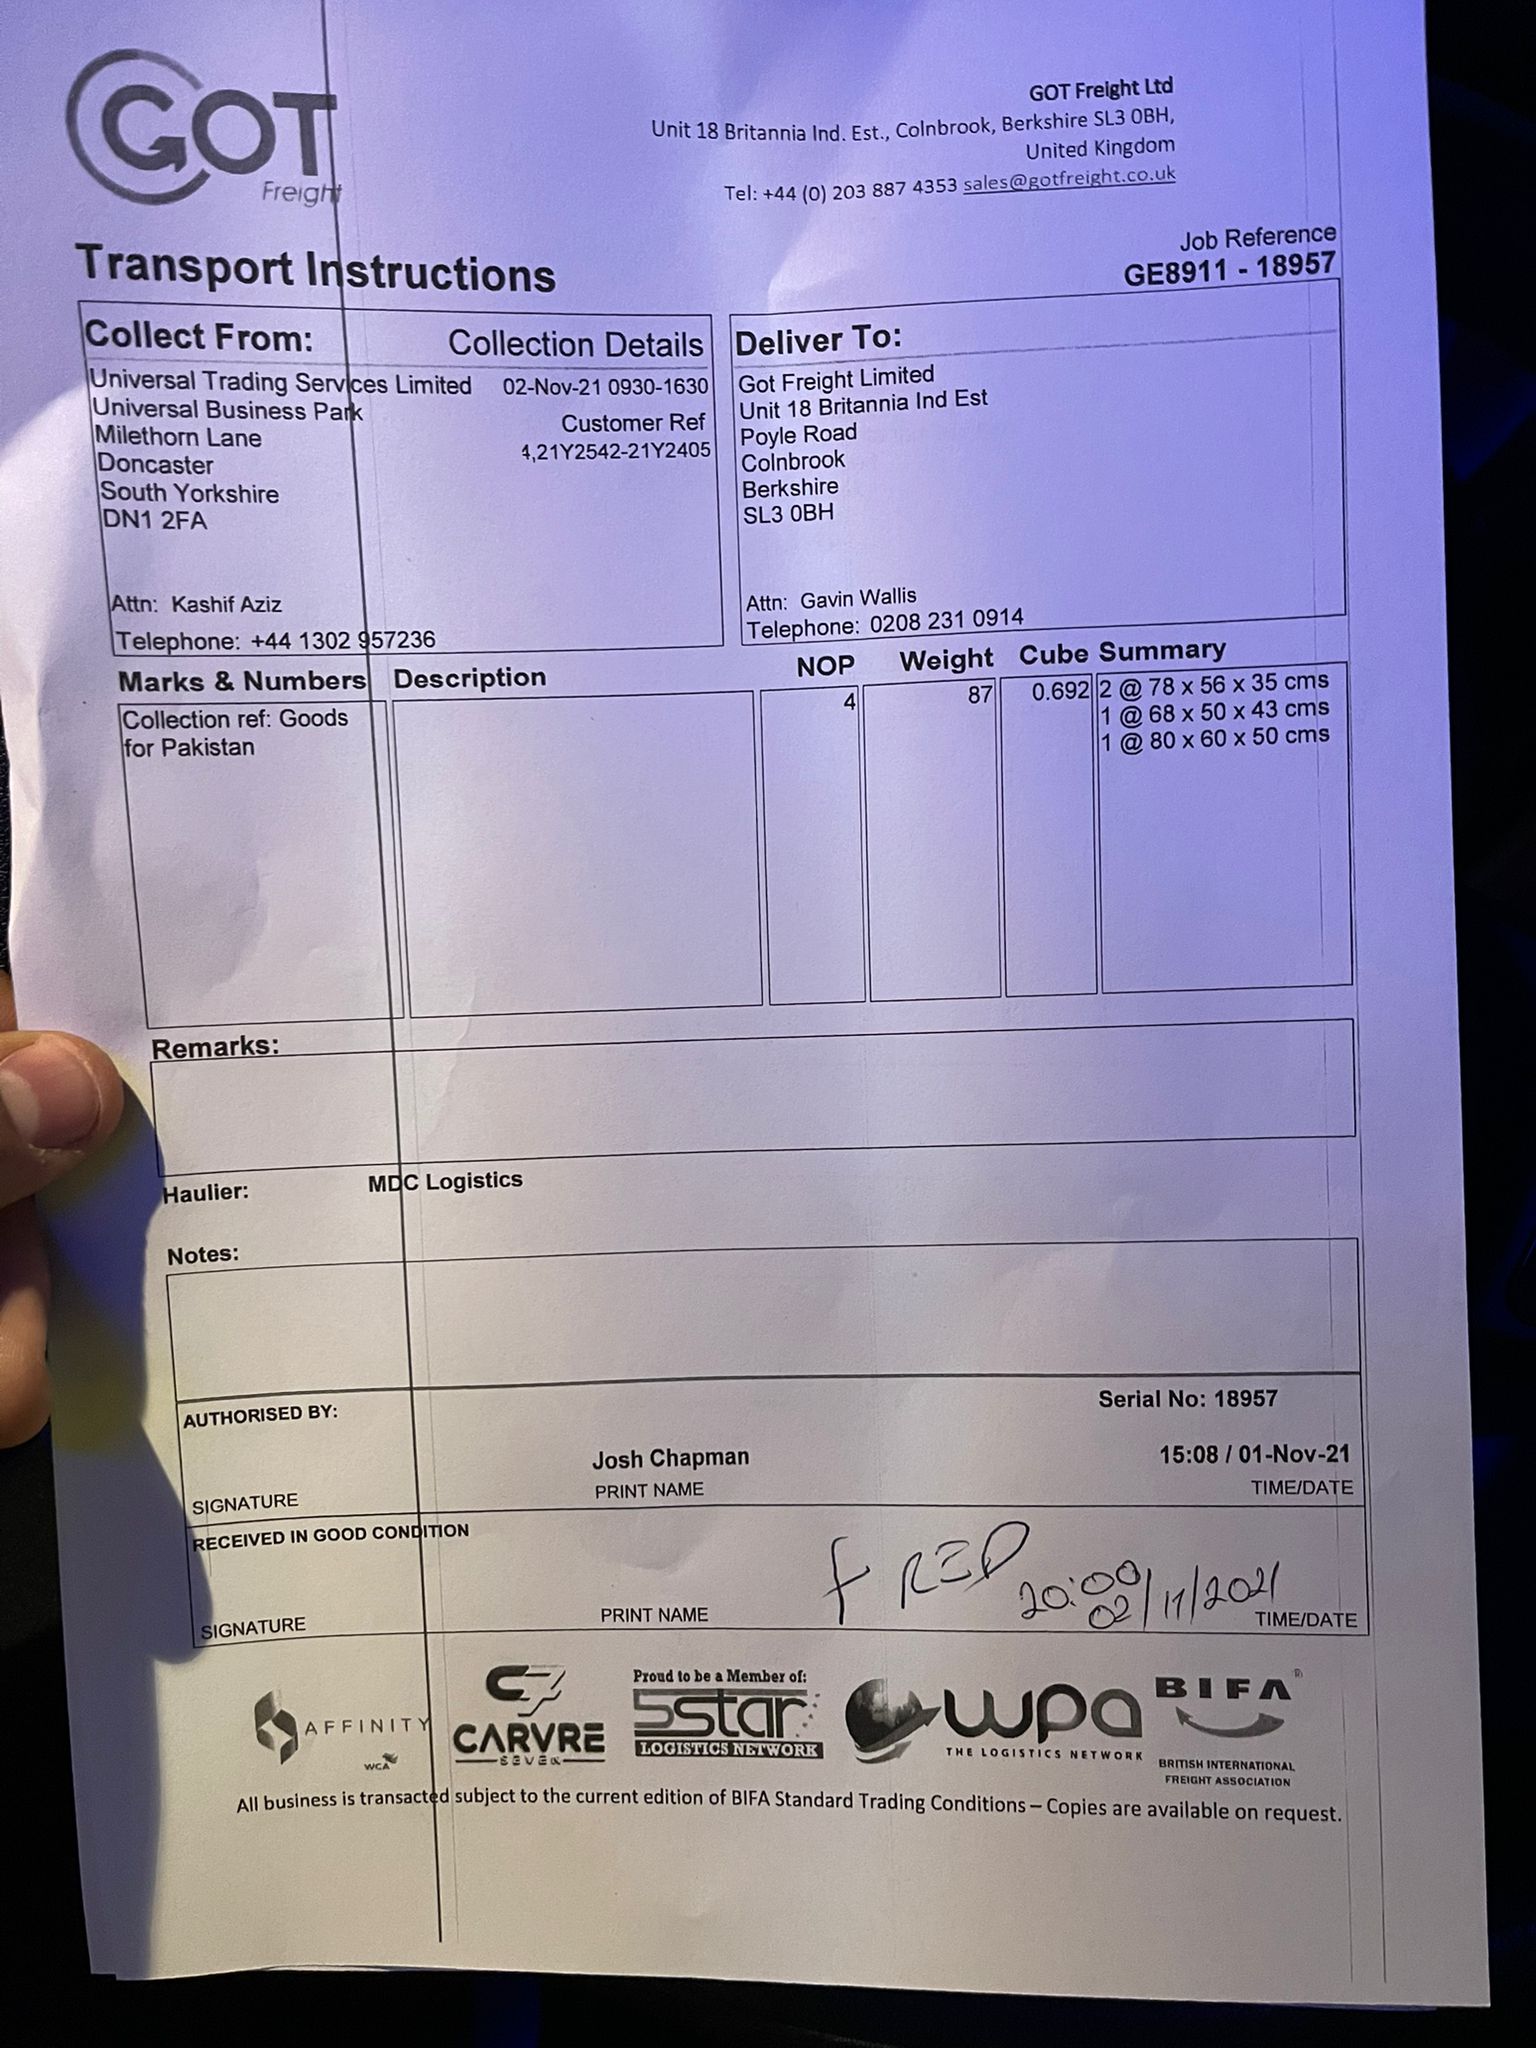 GOT
Freight
GOT Freight Ltd
Unit 18 Britannia Ind. Est., Colnbrook, Berkshire SL3 0BH,
United Kingdom
Tel: +44 (0) 203 887 4353 sales@gotfreight.co.uk
Transport Instructions
Job Reference
GE8911 - 18957
Collect From: Collection Details
Universal Trading Services Limited 02-Nov-21 0930-1630
Universal Business Park
Customer Ref
Milethorn Lane
4,21Y2542-21Y2405
Doncaster
South Yorkshire
DN1 2FA
Attn: Kashif Aziz
Telephone: +44 1302 957236
Deliver To:
Got Freight Limited
Unit 18 Britannia Ind Est
Poyle Road
Colnbrook
Berkshire
SL3 0BH
Attn: Gavin Wallis
Telephone: 0208 231 0914
Marks & Numbers Description NOP Weight Cube Summary
Collection ref: Goods 4 87 0.692 2 @ 78 x 56 x 35 cms
for Pakistan 1 @ 68 x 50 x 43 cms
1 @ 80 x 60 x 50 cms
Remarks:
Haulier: MDC Logistics
Notes:
AUTHORISED BY: Serial No: 18957
Josh Chapman 15:08 / 01-Nov-21
SIGNATURE PRINT NAME TIME/DATE
RECEIVED IN GOOD CONDITION
FRED 20:00
02/11/2021
SIGNATURE PRINT NAME TIME/DATE
AFFINITY
WCA
CARVRE
SEVEN
Proud to be a Member of:
5star
LOGISTICS NETWORK
wpa
THE LOGISTICS NETWORK
BIFA®
BRITISH INTERNATIONAL
FREIGHT ASSOCIATION
All business is transacted subject to the current edition of BIFA Standard Trading Conditions – Copies are available on request.